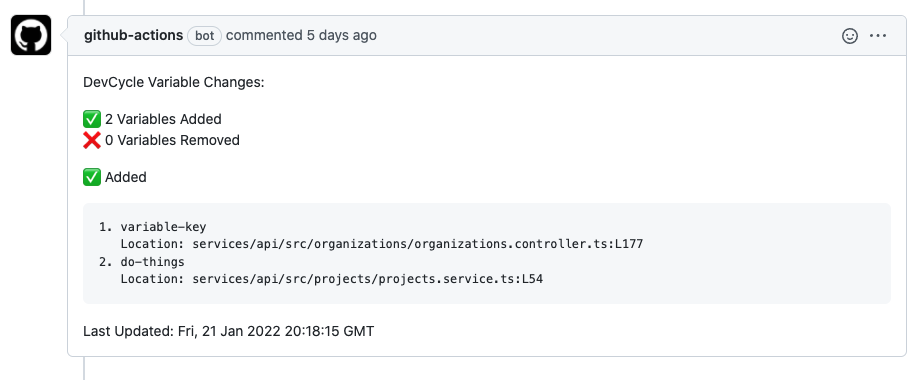 github-actions bot commented 5 days ago
DevCycle Variable Changes:
✅ 2 Variables Added
❌ 0 Variables Removed
✅ Added
1. variable-key
   Location: services/api/src/organizations/organizations.controller.ts:L177
2. do-things
   Location: services/api/src/projects/projects.service.ts:L54
Last Updated: Fri, 21 Jan 2022 20:18:15 GMT